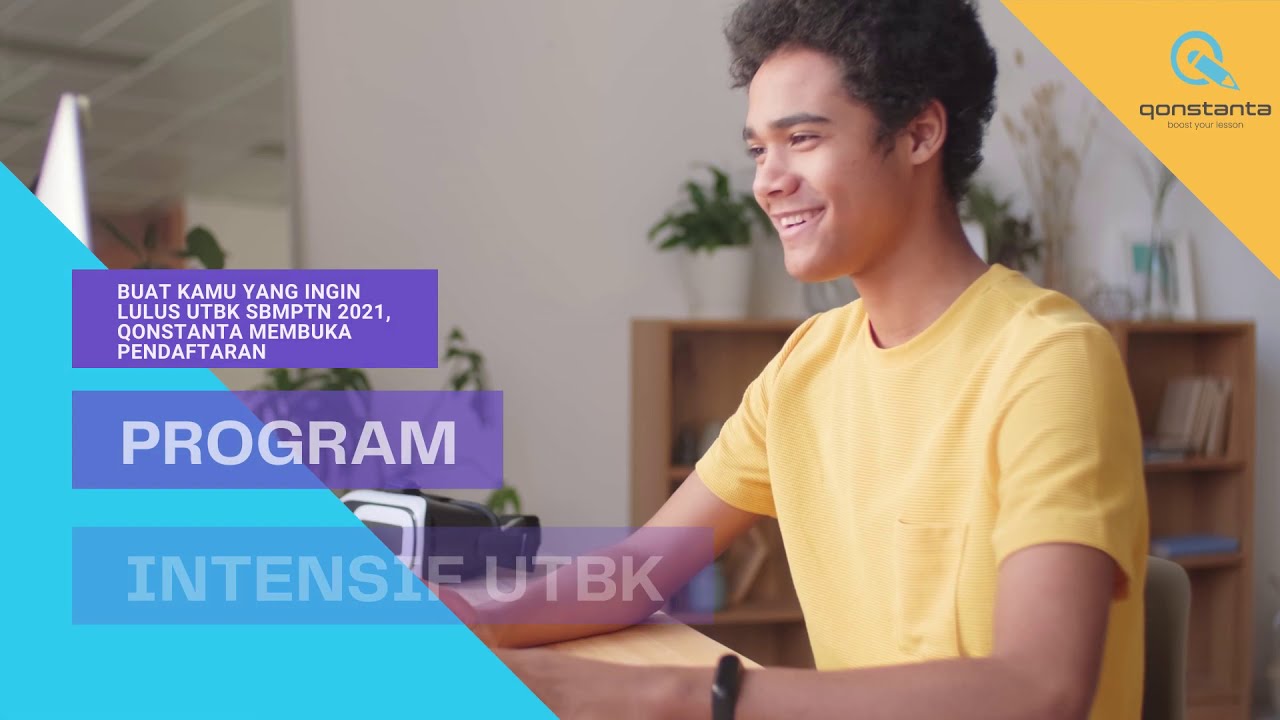 qonstanta
boost your lesson
BUAT KAMU YANG INGIN
LULUS UTBK SBMPTN 2021,
QONSTANTA MEMBUKA
PENDAFTARAN
PROGRAM
INTENSIF UTBK